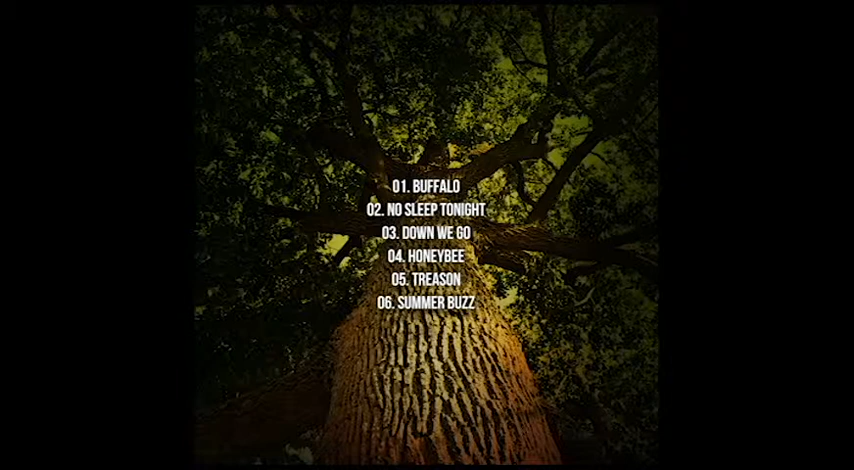 01. BUFFALO
02. NO SLEEP TONIGHT
03. DOWN WE GO
04. HONEYBEE
05. TREASON
06. SUMMER BUZZ